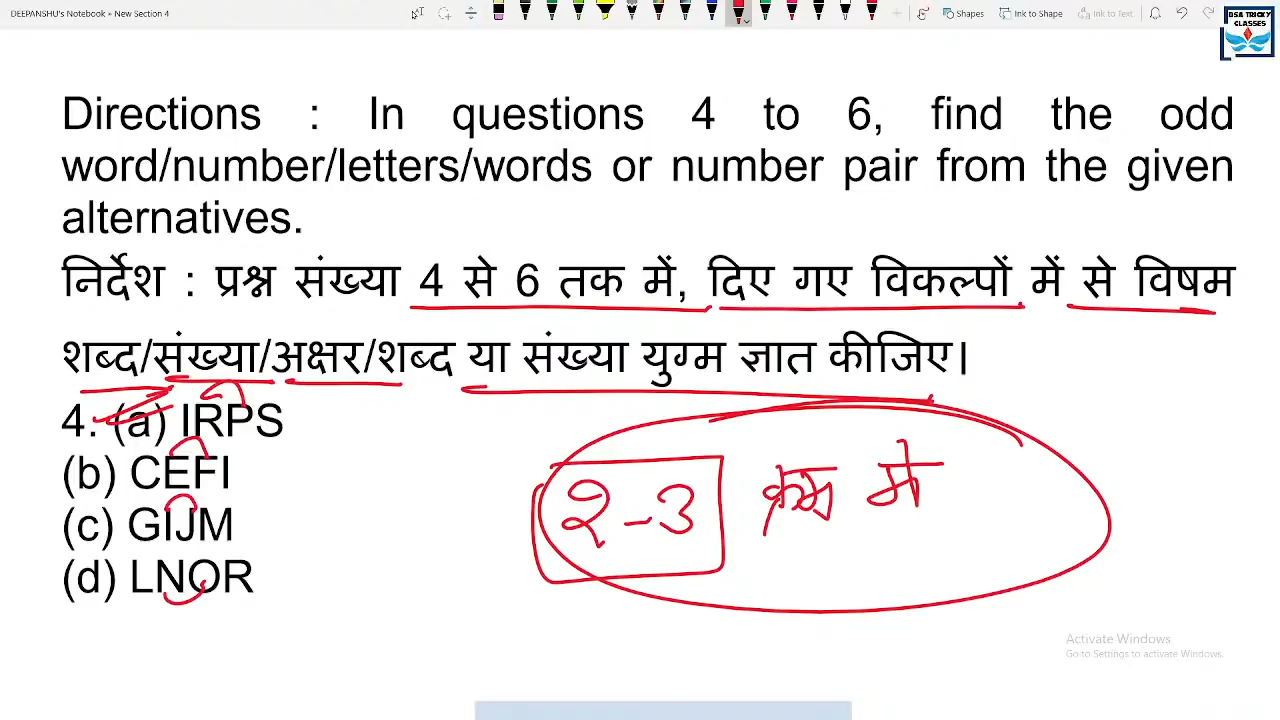 DEEPANSHU's Notebook » New Section 4
Shapes Ink to Shape Ink to Text
BSA TRICKY
CLASSES
Directions : In questions 4 to 6, find the odd
word/number/letters/words or number pair from the given
alternatives.
निर्देश : प्रश्न संख्या 4 से 6 तक में, दिए गए विकल्पों में से विषम
शब्द/संख्या/अक्षर/शब्द या संख्या युग्म ज्ञात कीजिए।
4. (a) IRPS
(b) CEFI
(c) GIJM
(d) LNOR
2-3 क्रम में
Activate Windows
Go to Settings to activate Windows.